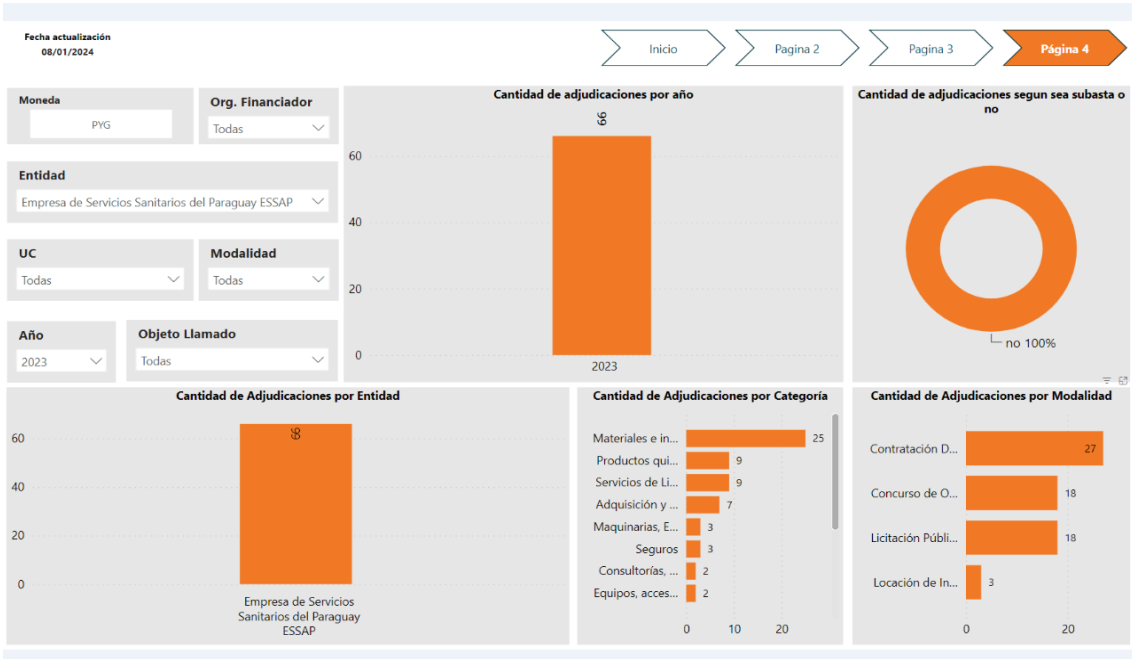 Fecha actualización
08/01/2024
Inicio
Pagina 2
Pagina 3
Página 4
Moneda
PYG
Org. Financiador
Todas
Entidad
Empresa de Servicios Sanitarios del Paraguay ESSAP
UC
Todas
Modalidad
Todas
Año
2023
Objeto Llamado
Todas
Cantidad de adjudicaciones por año
66
60
40
20
0
2023
Cantidad de adjudicaciones segun sea subasta o
no
no 100%
Cantidad de Adjudicaciones por Entidad
66
60
40
20
0
Empresa de Servicios
Sanitarios del Paraguay
ESSAP
Cantidad de Adjudicaciones por Categoría
Materiales e in... 25
Productos qui... 9
Servicios de Li... 9
Adquisición y ... 7
Maquinarias, E... 3
Seguros 3
Consultorías, ... 2
Equipos, acces... 2
0 10 20
Cantidad de Adjudicaciones por Modalidad
Contratación D... 27
Concurso de O... 18
Licitación Públi... 18
Locación de In... 3
0 20